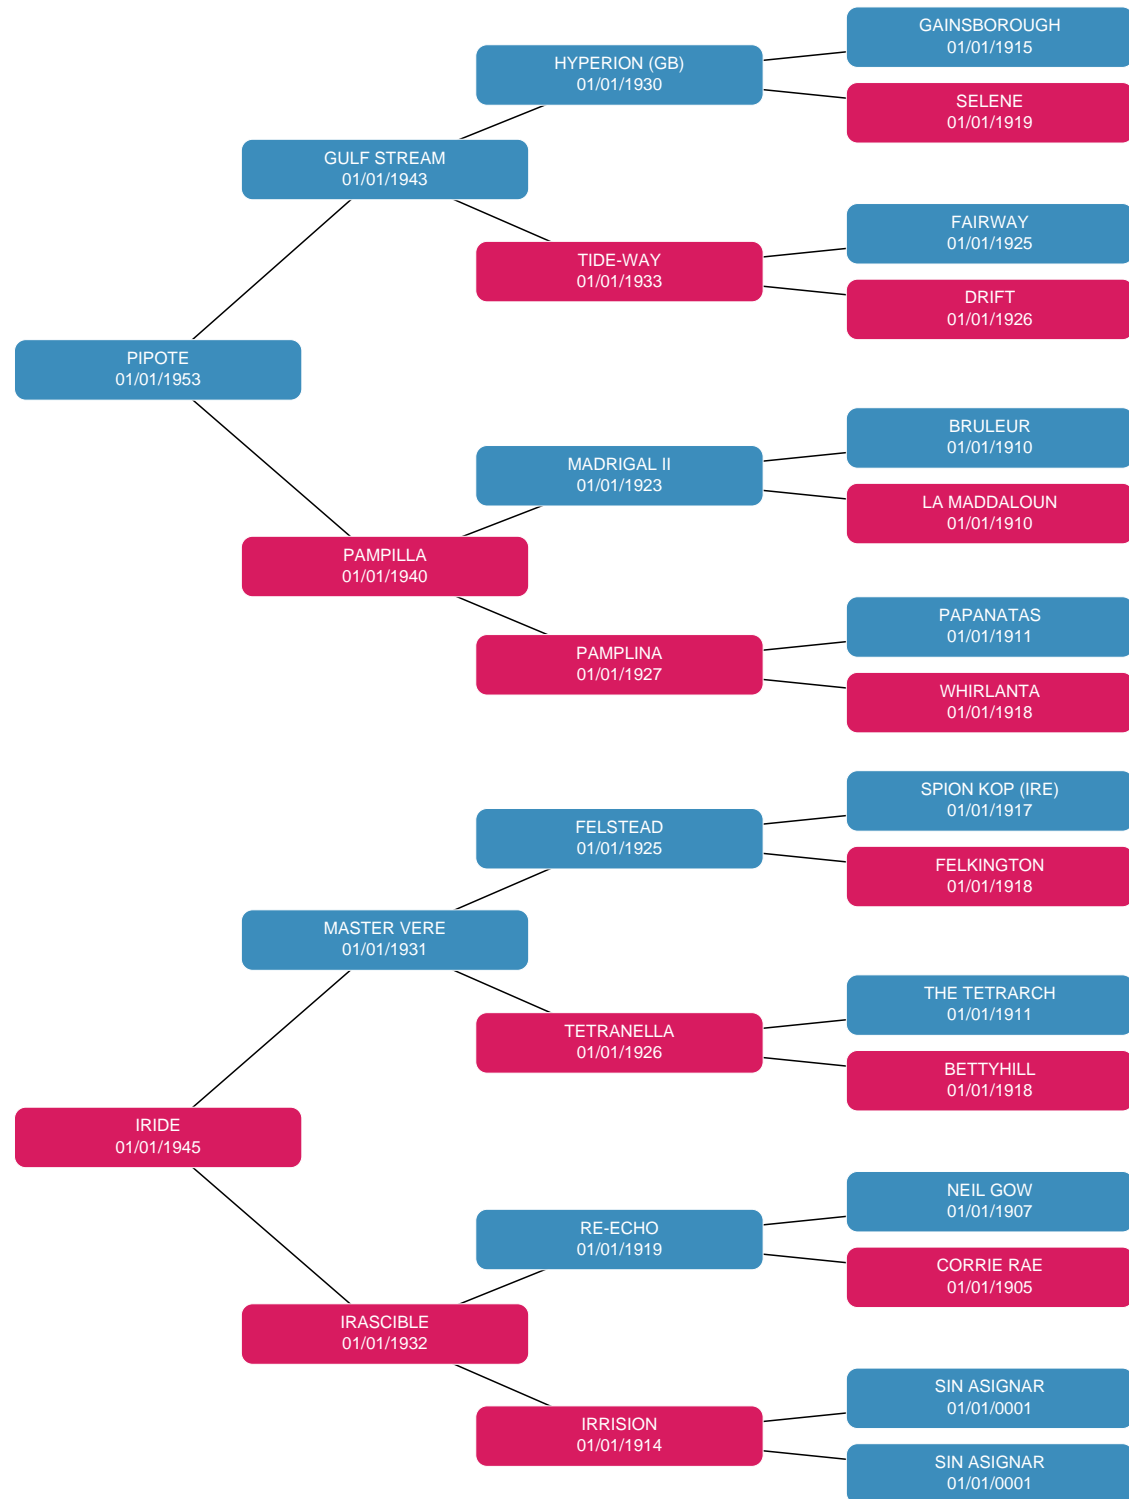 GAINSBOROUGH
01/01/1915
HYPERION (GB)
01/01/1930
SELENE
01/01/1919
GULF STREAM
01/01/1943
FAIRWAY
01/01/1925
TIDE-WAY
01/01/1933
DRIFT
01/01/1926
PIPOTE
01/01/1953
BRULEUR
01/01/1910
MADRIGAL II
01/01/1923
LA MADDALOUN
01/01/1910
PAMPILLA
01/01/1940
PAPANATAS
01/01/1911
PAMPLINA
01/01/1927
WHIRLANTA
01/01/1918
SPION KOP (IRE)
01/01/1917
FELSTEAD
01/01/1925
FELKINGTON
01/01/1918
MASTER VERE
01/01/1931
THE TETRARCH
01/01/1911
TETRANELLA
01/01/1926
BETTYHILL
01/01/1918
IRIDE
01/01/1945
NEIL GOW
01/01/1907
RE-ECHO
01/01/1919
CORRIE RAE
01/01/1905
IRASCIBLE
01/01/1932
SIN ASIGNAR
01/01/0001
IRRISION
01/01/1914
SIN ASIGNAR
01/01/0001